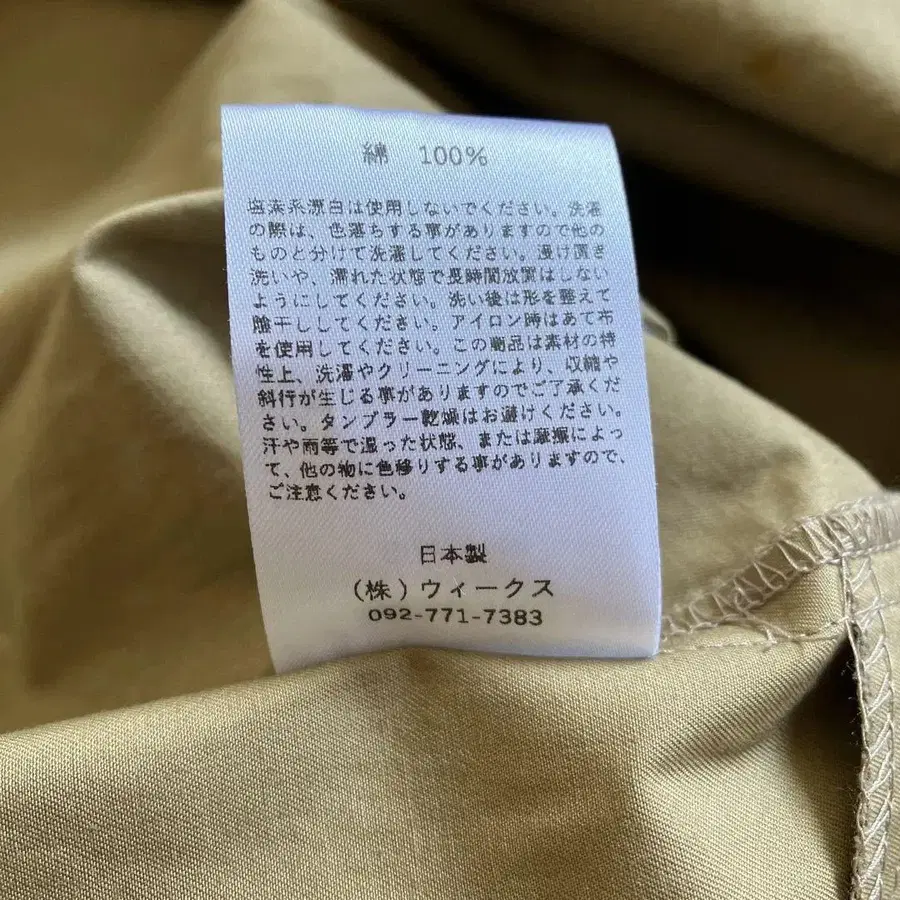 綿 100%
塩素系漂白は使用しないでください。洗濯
の際は、色落ちする事がありますので他の
ものと分けて洗濯してください。浸け置き
洗いや、濡れた状態で長時間放置はしない
ようにしてください。洗い後は形を整えて
陰干ししてください。アイロン時はあて布
を使用してください。この商品は素材の特
性上、洗濯やクリーニングにより、収縮や
斜行が生じる事がありますのでご了承くだ
さい。タンブラー乾燥はお避けください。
汗や雨等で湿った状態、または摩擦によっ
て、他の物に色移りする事がありますので、
ご注意ください。
日本製
（株）ウィークス
092-771-7383